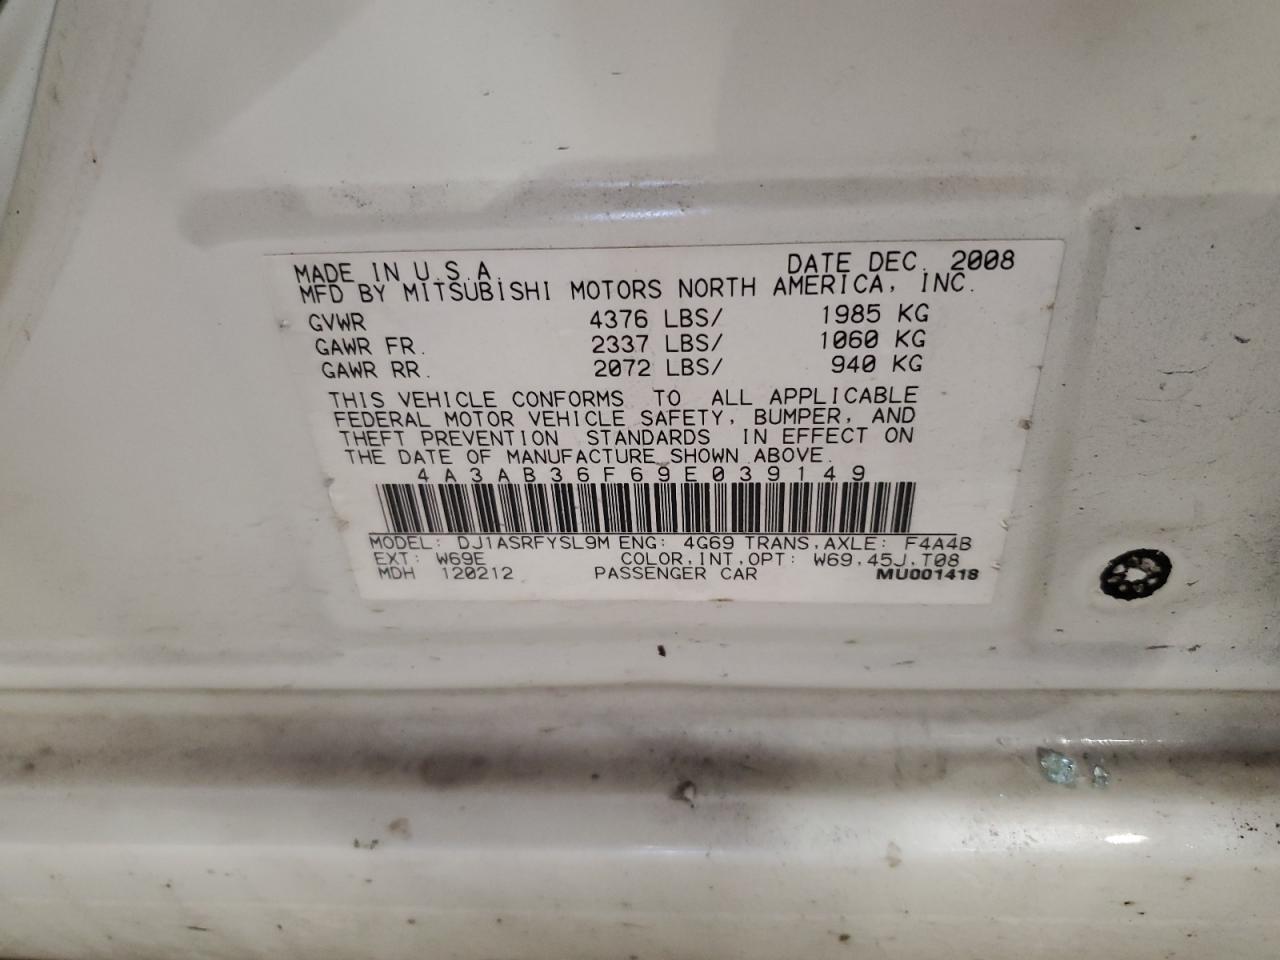 MADE IN U.S.A. DATE DEC. 2008
MFD BY MITSUBISHI MOTORS NORTH AMERICA, INC.
GVWR 4376 LBS/ 1985 KG
GAWR FR. 2337 LBS/ 1060 KG
GAWR RR. 2072 LBS/ 940 KG
THIS VEHICLE CONFORMS TO ALL APPLICABLE
FEDERAL MOTOR VEHICLE SAFETY, BUMPER, AND
THEFT PREVENTION STANDARDS IN EFFECT ON
THE DATE OF MANUFACTURE SHOWN ABOVE.
4A3AB36F69E039149
MODEL: DJ1ASRFYSL9M ENG: 4G69 TRANS,AXLE: F4A4B
EXT: W69E COLOR,INT,OPT: W69,45J,T08
MDH 120212 PASSENGER CAR MU001418